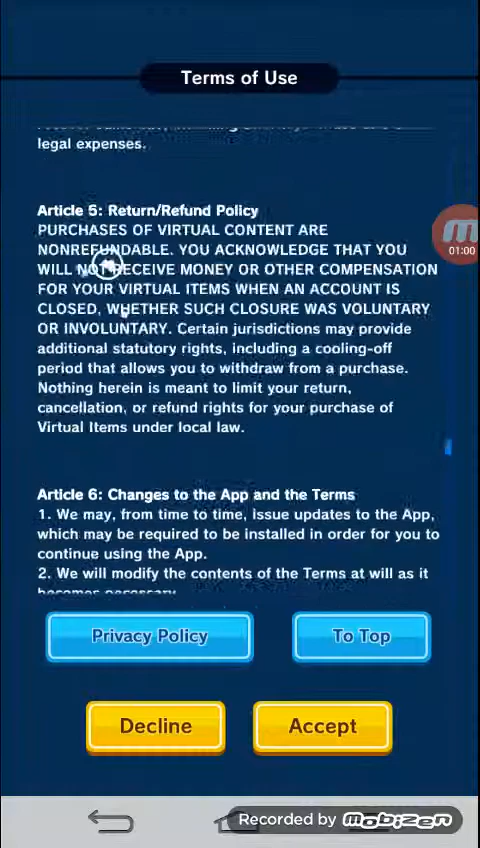 Terms of Use
legal expenses.
Article 5: Return/Refund Policy
PURCHASES OF VIRTUAL CONTENT ARE
NONREFUNDABLE. YOU ACKNOWLEDGE THAT YOU
WILL NOT RECEIVE MONEY OR OTHER COMPENSATION
FOR YOUR VIRTUAL ITEMS WHEN AN ACCOUNT IS
CLOSED, WHETHER SUCH CLOSURE WAS VOLUNTARY
OR INVOLUNTARY. Certain jurisdictions may provide
additional statutory rights, including a cooling-off
period that allows you to withdraw from a purchase.
Nothing herein is meant to limit your return,
cancellation, or refund rights for your purchase of
Virtual Items under local law.
Article 6: Changes to the App and the Terms
1. We may, from time to time, issue updates to the App,
which may be required to be installed in order for you to
continue using the App.
2. We will modify the contents of the Terms at will as it
becomes necessary
Privacy Policy
To Top
Decline
Accept
01:00
Recorded by mobizen